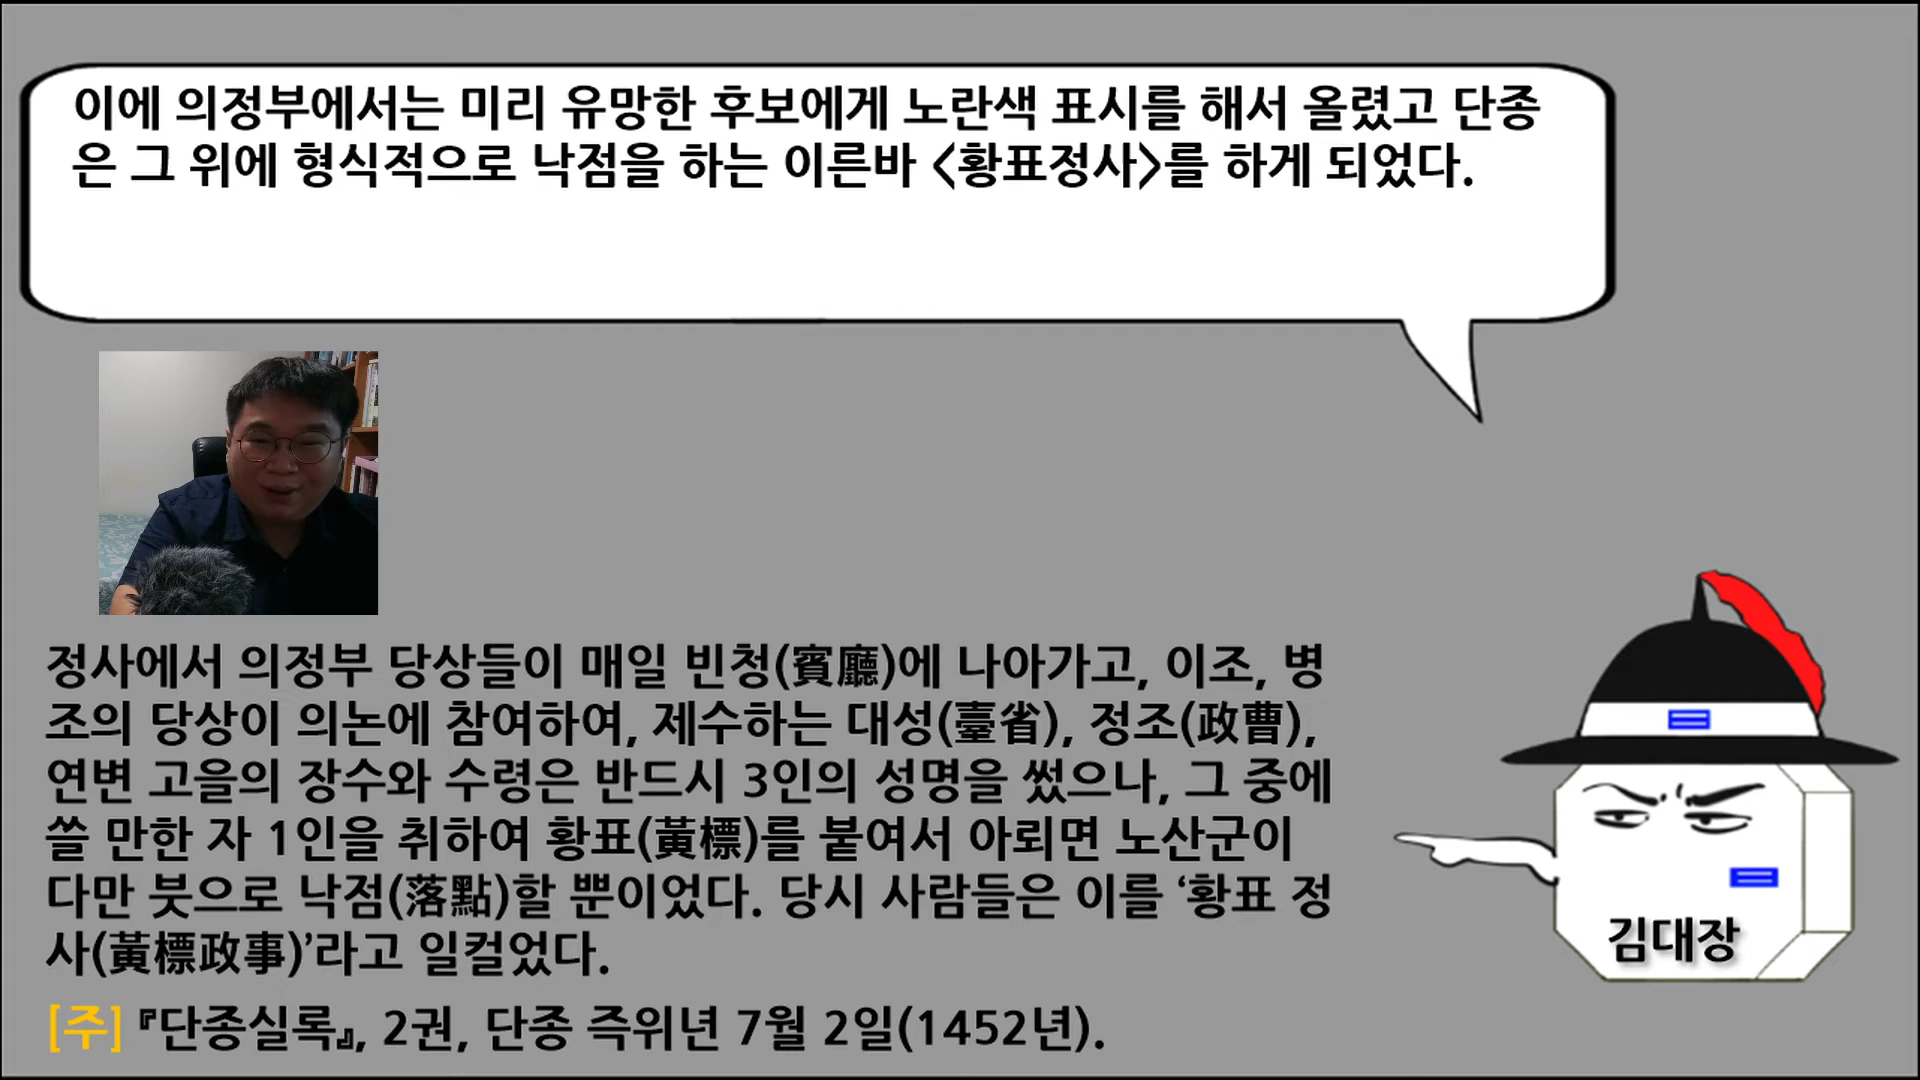 이에 의정부에서는 미리 유망한 후보에게 노란색 표시를 해서 올렸고 단종
은 그 위에 형식적으로 낙점을 하는 이른바 <황표정사>를 하게 되었다.
정사에서 의정부 당상들이 매일 빈청(賓廳)에 나아가고, 이조, 병
조의 당상이 의논에 참여하여, 제수하는 대성(臺省), 정조(政曹),
연변 고을의 장수와 수령은 반드시 3인의 성명을 썼으나, 그 중에
쓸 만한 자 1인을 취하여 황표(黃標)를 붙여서 아뢰면 노산군이
다만 붓으로 낙점(落點)할 뿐이었다. 당시 사람들은 이를 ‘황표 정
사(黃標政事)’라고 일컬었다.
김대장
[주] 『단종실록』, 2권, 단종 즉위년 7월 2일(1452년).